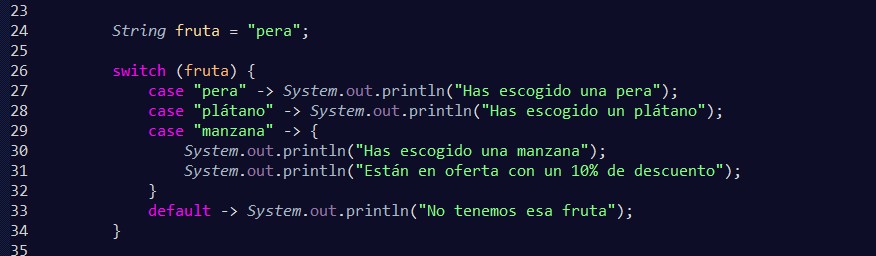 23
24 String fruta = "pera";
25
26 switch (fruta) {
27 case "pera" -> System.out.println("Has escogido una pera");
28 case "plátano" -> System.out.println("Has escogido un plátano");
29 case "manzana" -> {
30 System.out.println("Has escogido una manzana");
31 System.out.println("Están en oferta con un 10% de descuento");
32 }
33 default -> System.out.println("No tenemos esa fruta");
34 }
35